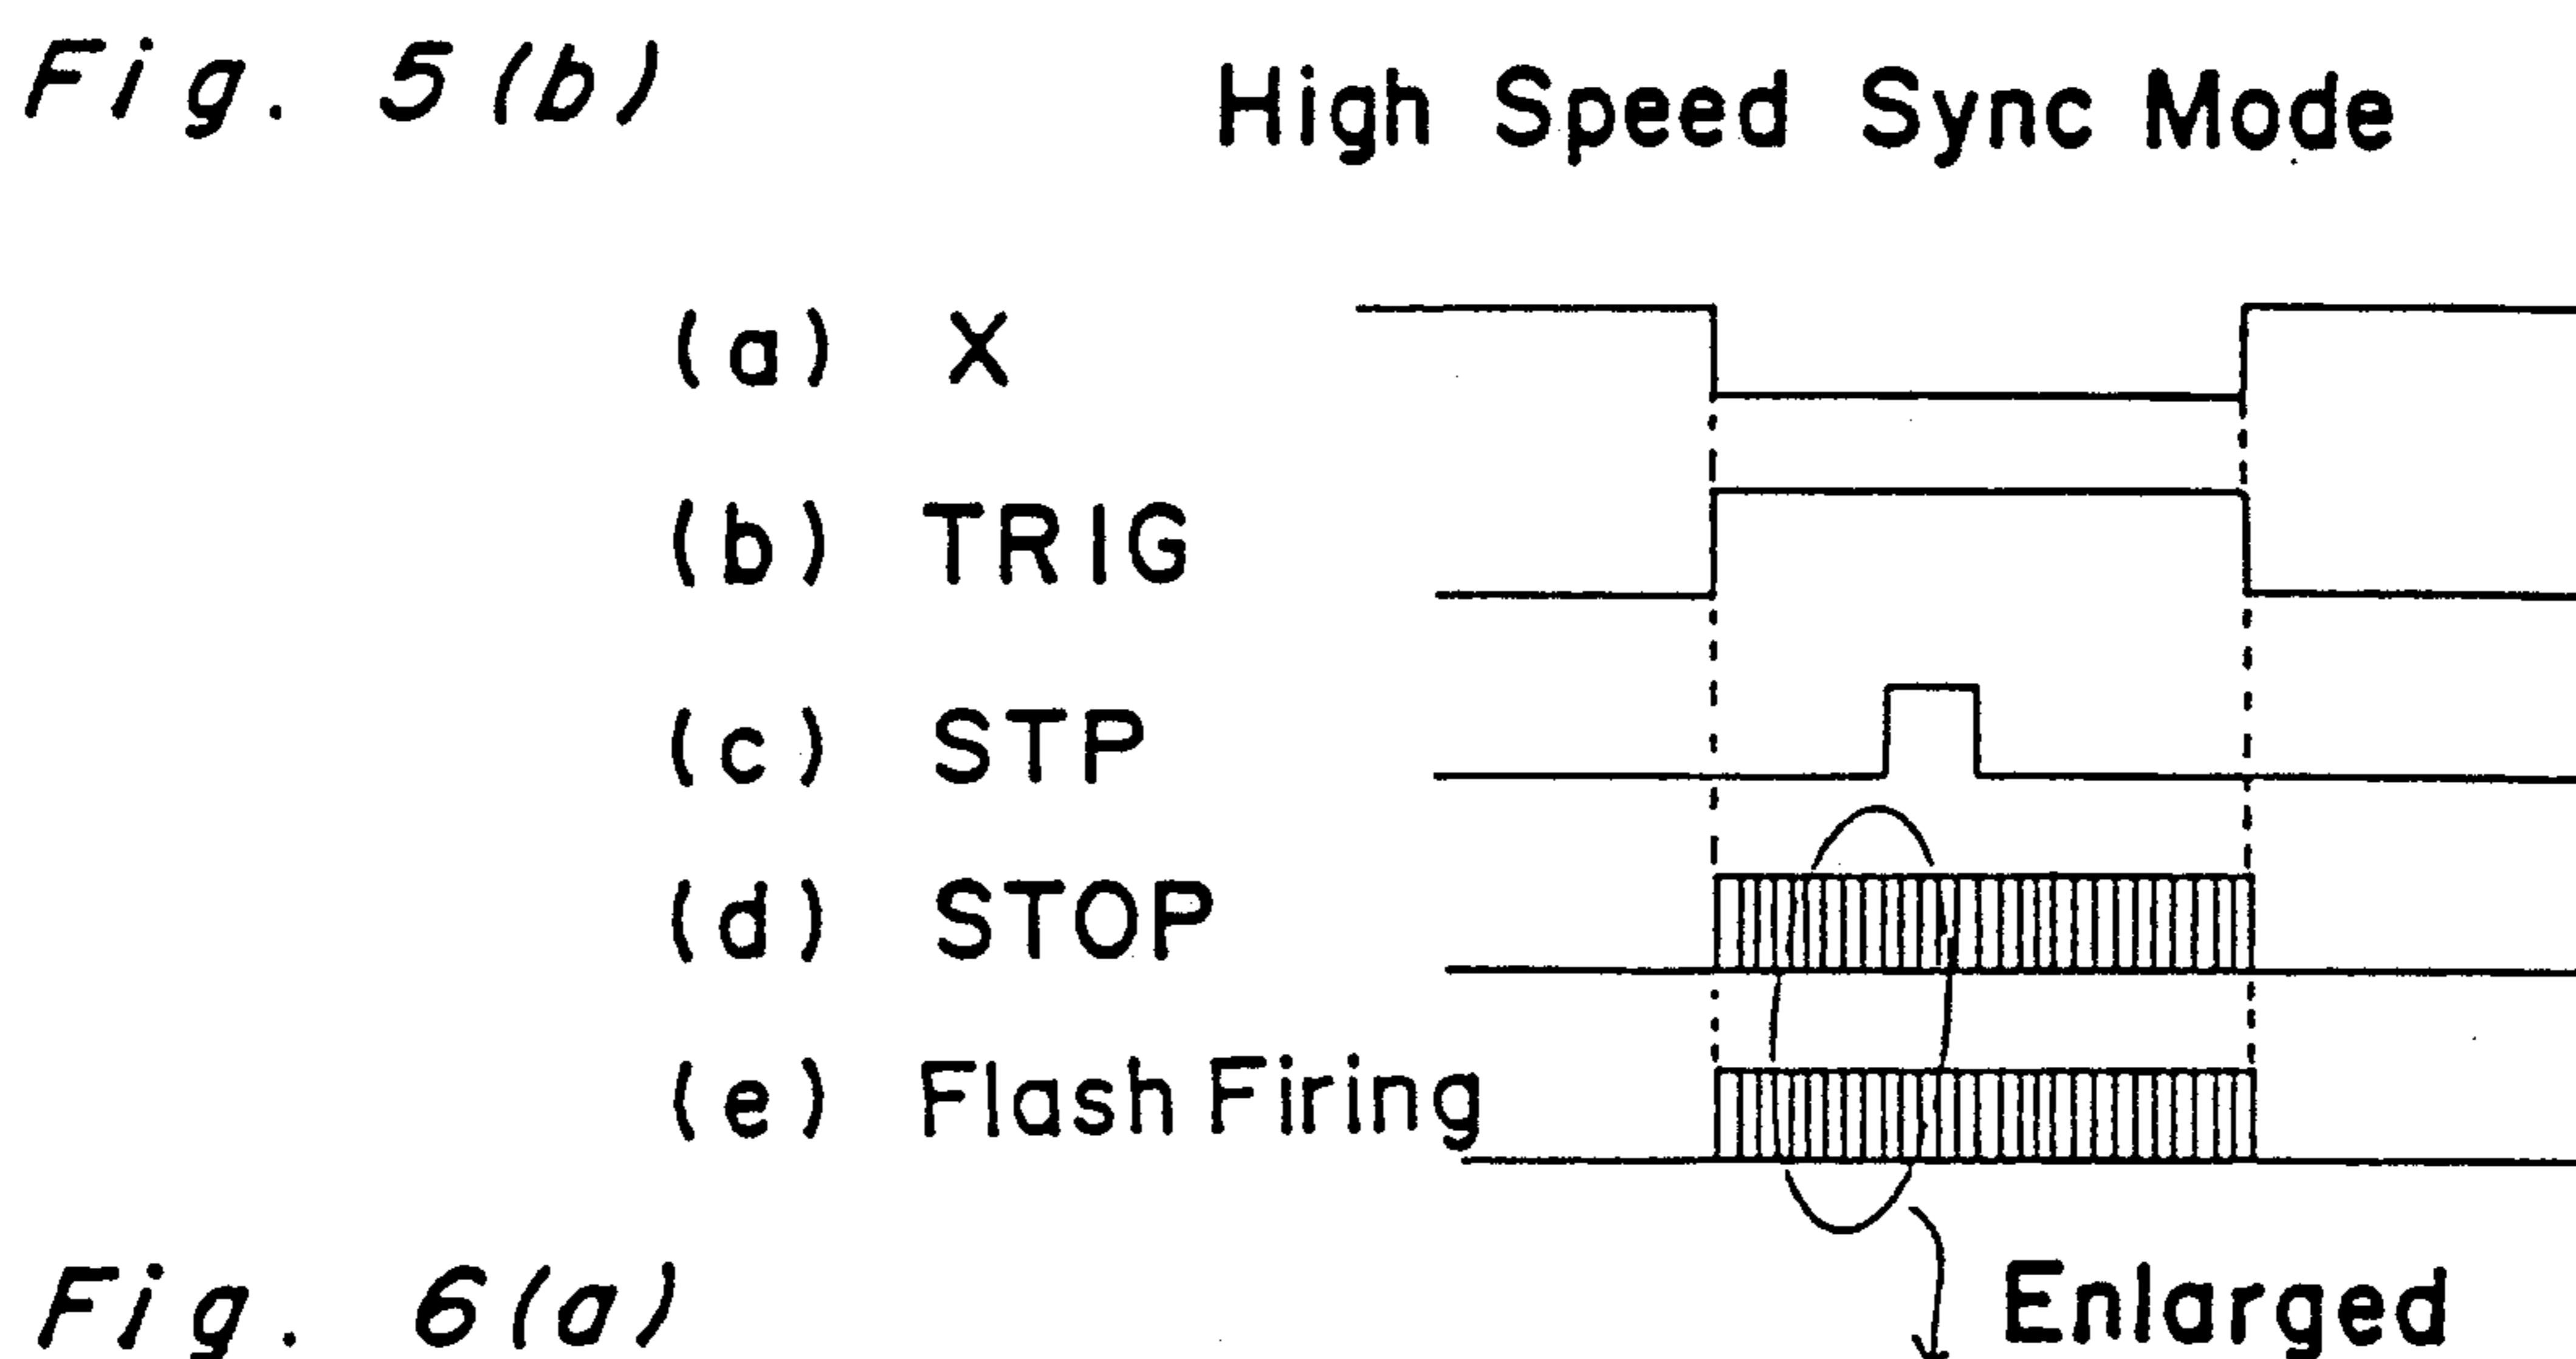 Fig. 5(b)
High Speed Sync Mode
(a) X
(b) TRIG
(c) STP
(d) STOP
(e) Flash Firing
Fig. 6(a)
Enlarged